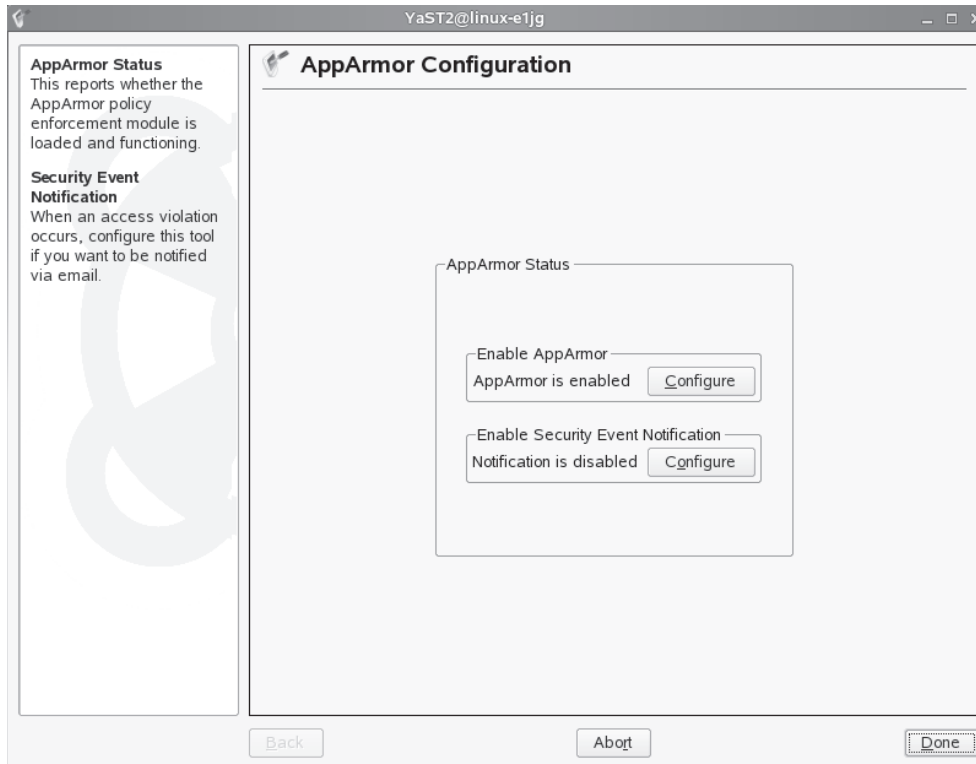 YaST2@linux-e1jg
AppArmor Status
This reports whether the
AppArmor policy
enforcement module is
loaded and functioning.
Security Event
Notification
When an access violation
occurs, configure this tool
if you want to be notified
via email.
AppArmor Configuration
AppArmor Status
Enable AppArmor
AppArmor is enabled Configure
Enable Security Event Notification
Notification is disabled Configure
Back Abort Done